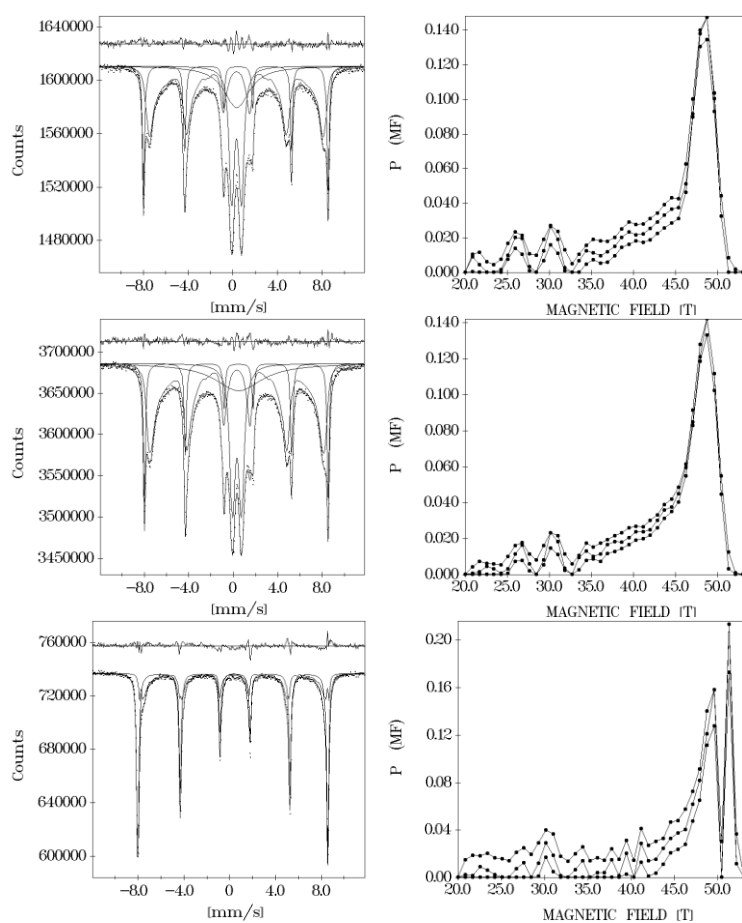 1640000
1600000
1560000
1520000
1480000
Counts
−8.0 −4.0 0 4.0 8.0
[mm/s]
0.140
0.120
0.100
0.080
0.060
0.040
0.020
0.000
P (MF)
20.0 25.0 30.0 35.0 40.0 45.0 50.0
MAGNETIC FIELD [T]
3700000
3650000
3600000
3550000
3500000
3450000
Counts
−8.0 −4.0 0 4.0 8.0
[mm/s]
0.140
0.120
0.100
0.080
0.060
0.040
0.020
0.000
P (MF)
20.0 25.0 30.0 35.0 40.0 45.0 50.0
MAGNETIC FIELD [T]
760000
720000
680000
640000
600000
Counts
−8.0 −4.0 0 4.0 8.0
[mm/s]
0.20
0.16
0.12
0.08
0.04
0.00
P (MF)
20.0 25.0 30.0 35.0 40.0 45.0 50.0
MAGNETIC FIELD [T]